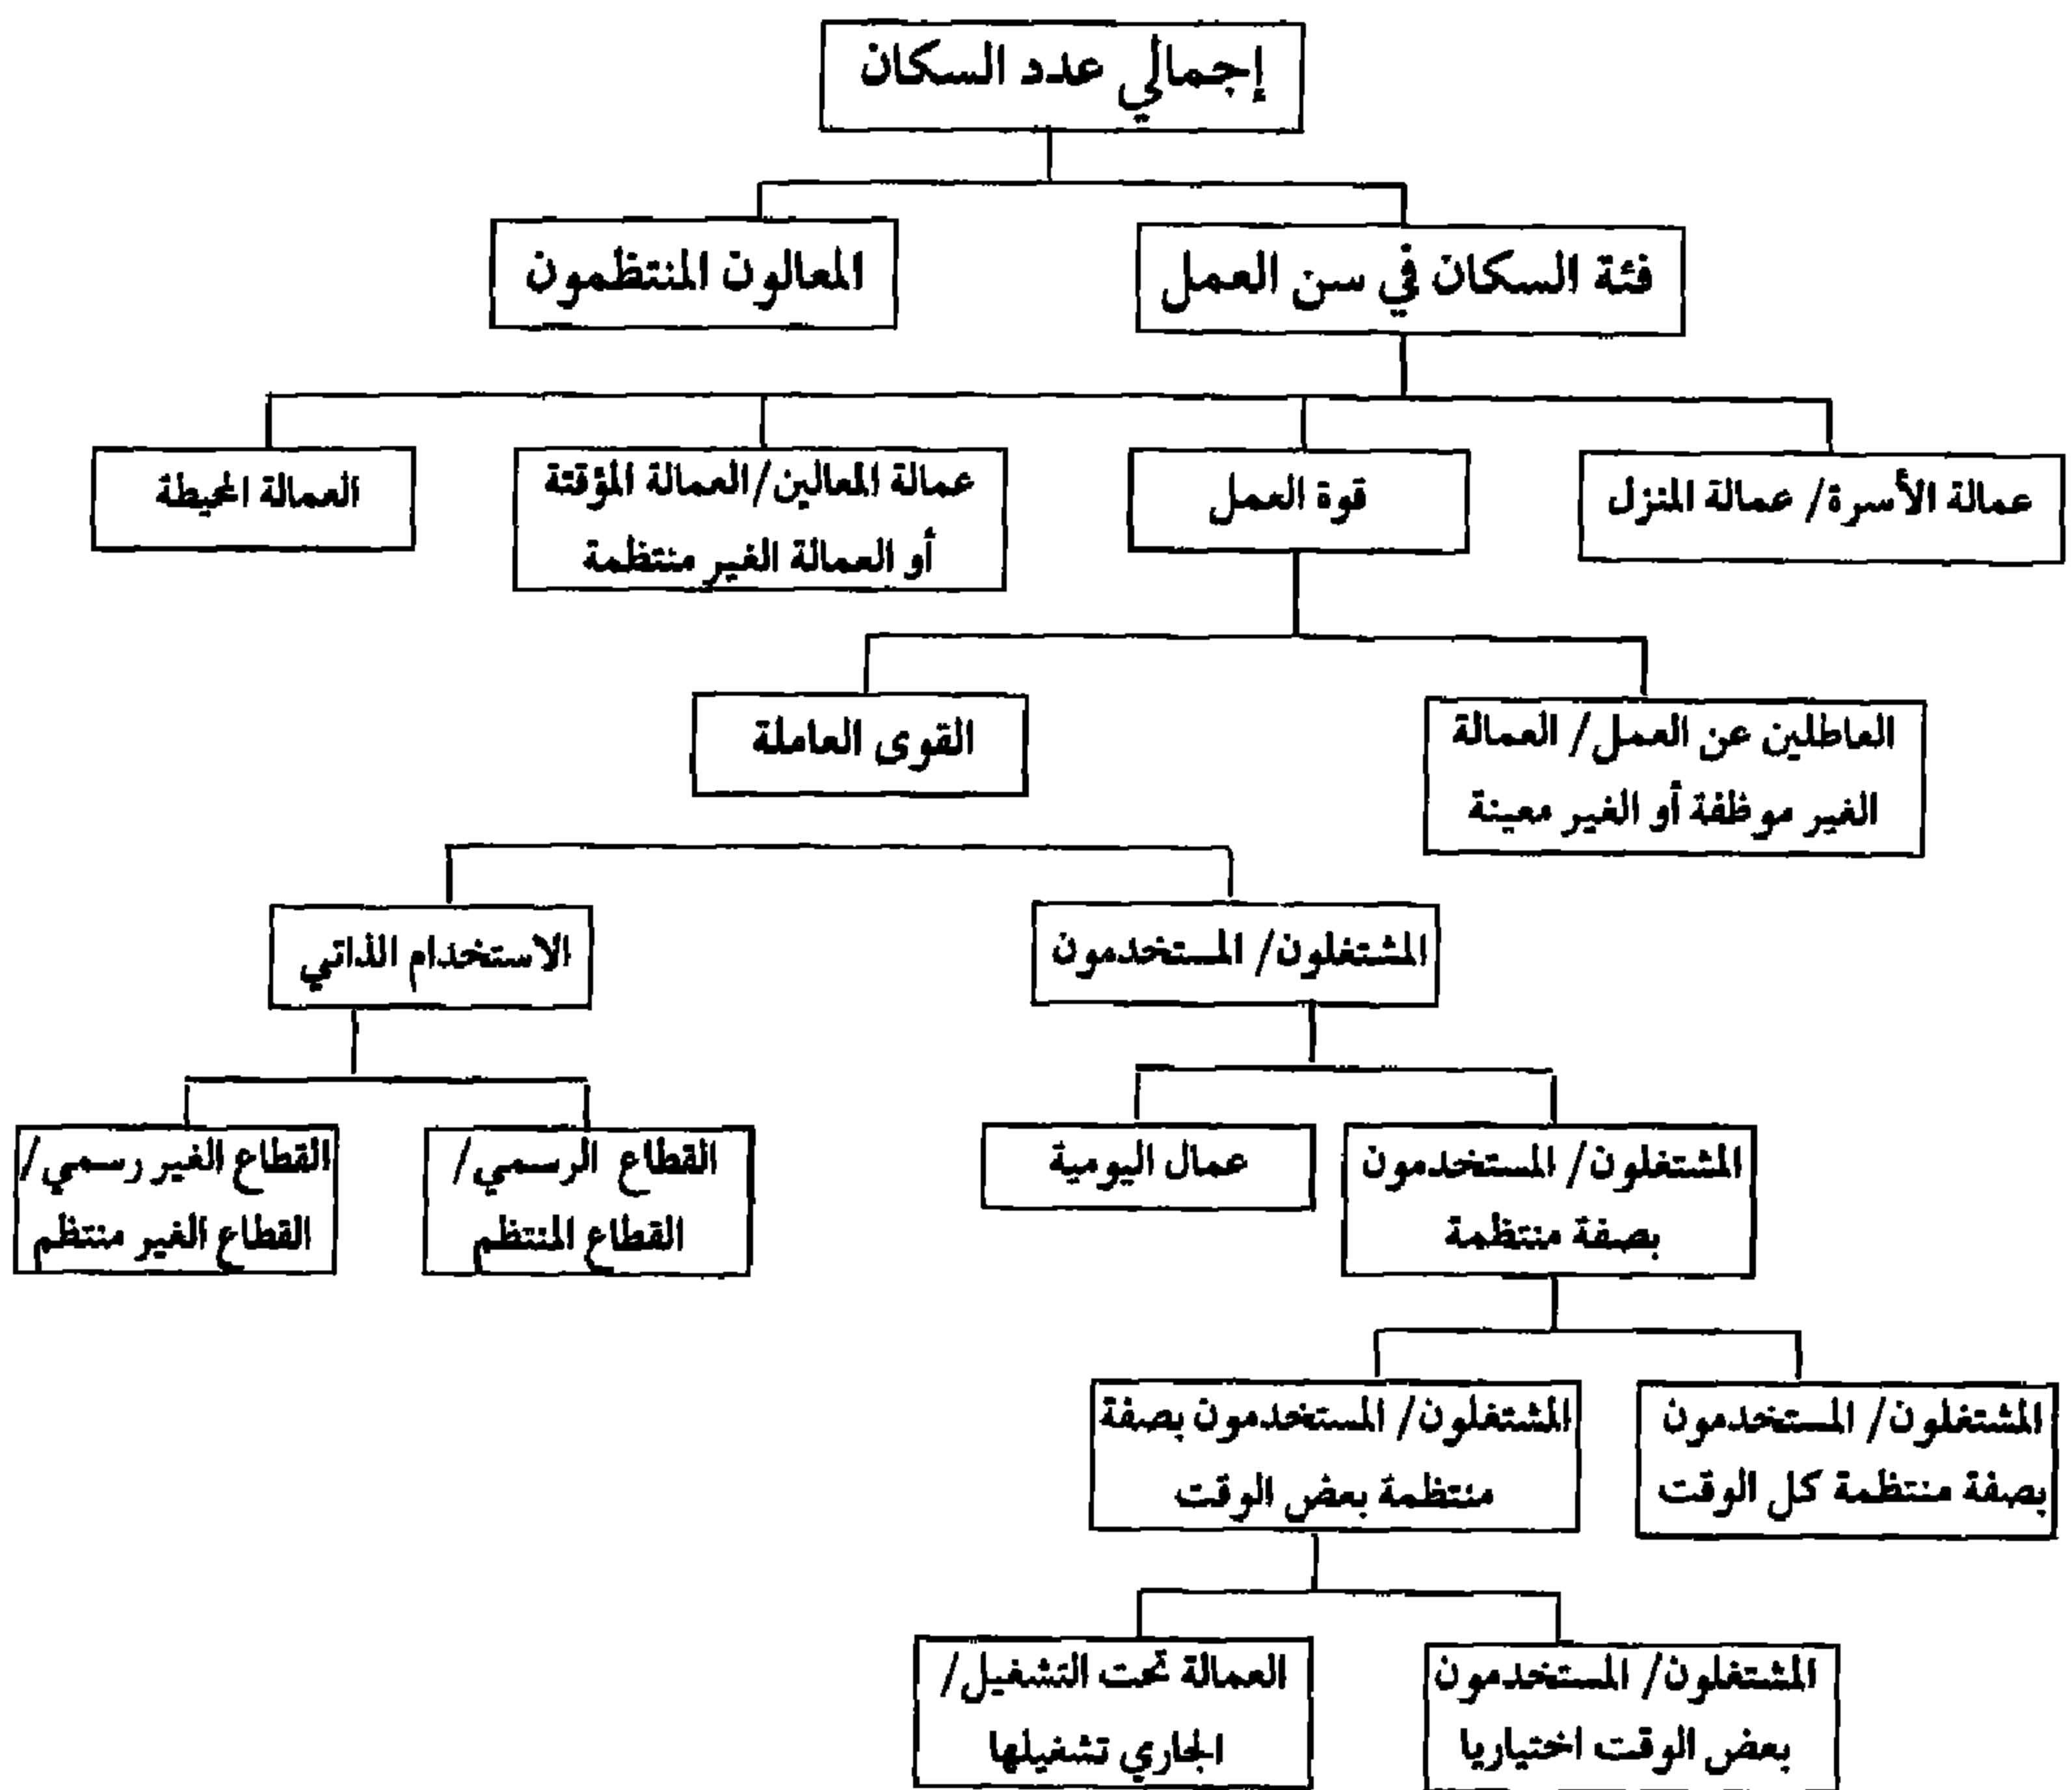 إجمالي عدد السكان
فئة السكان في سن العمل
المعالون المنتظمون
عمالة الأسرة/ عمالة المنزل
قوة العمل
عمالة المعالين/العمالة المؤقتة
أو العمالة الغير منتظمة
العمالة المحيطة
العاطلين عن العمل/ العمالة
الغير موظفة أو الغير معينة
القوى العاملة
المشتغلون/ المستخدمون
الاستخدام الذاتي
المشتغلون/ المستخدمون
بصفة منتظمة
عمال اليومية
القطاع الرسمي/
القطاع المنتظم
القطاع الغير رسمي/
القطاع الغير منتظم
المشتغلون/ المستخدمون
بصفة منتظمة كل الوقت
المشتغلون/ المستخدمون بصفة
منتظمة بعض الوقت
المشتغلون/ المستخدمون
بعض الوقت اختياريا
العمالة تحت التشغيل/
الجاري تشغيلها